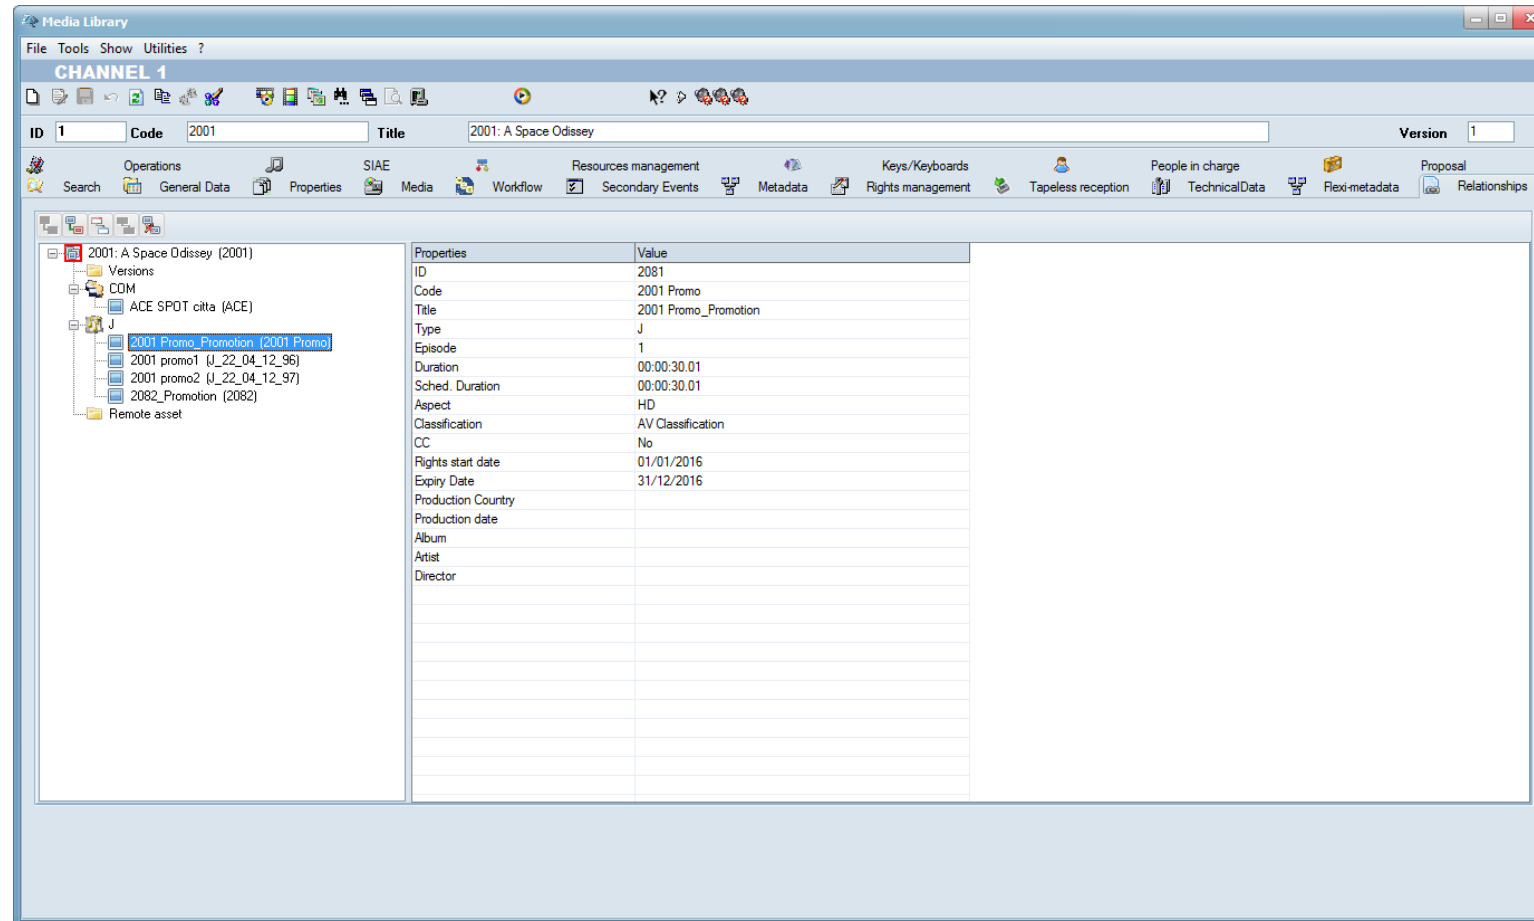 Media Library
File Tools Show Utilities ?
CHANNEL 1
ID 1 Code 2001 Title 2001: A Space Odissey Version 1
Operations SIAE Resources management Keys/Keyboards People in charge Proposal
Search General Data Properties Media Workflow Secondary Events Metadata Rights management Tapeless reception TechnicalData Flexi-metadata Relationships
2001: A Space Odissey (2001)
Versions
COM
ACE SPOT citta (ACE)
J
2001 Promo_Promotion (2001 Promo)
2001 promo1 (J_22_04_12_96)
2001 promo2 (J_22_04_12_97)
2082_Promotion (2082)
Remote asset
Properties Value
ID 2081
Code 2001 Promo
Title 2001 Promo_Promotion
Type J
Episode 1
Duration 00:00:30.01
Sched. Duration 00:00:30.01
Aspect HD
Classification AV Classification
CC No
Rights start date 01/01/2016
Expiry Date 31/12/2016
Production Country
Production date
Album
Artist
Director